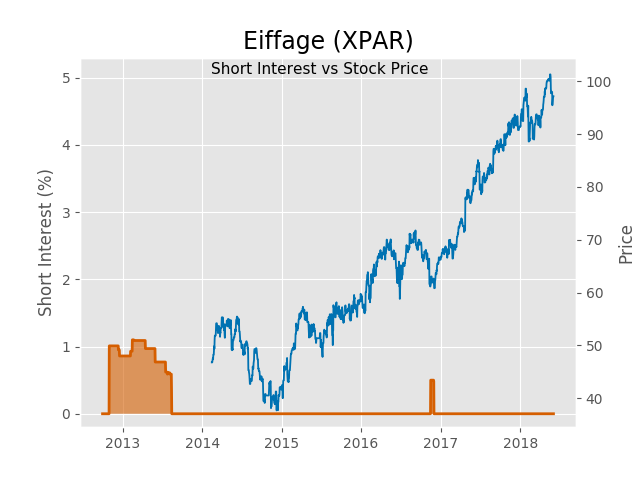 Eiffage (XPAR)
Short Interest vs Stock Price
Short Interest (%)
5
4
3
2
1
0
100
90
80
70
60
50
40
Price
2013 2014 2015 2016 2017 2018